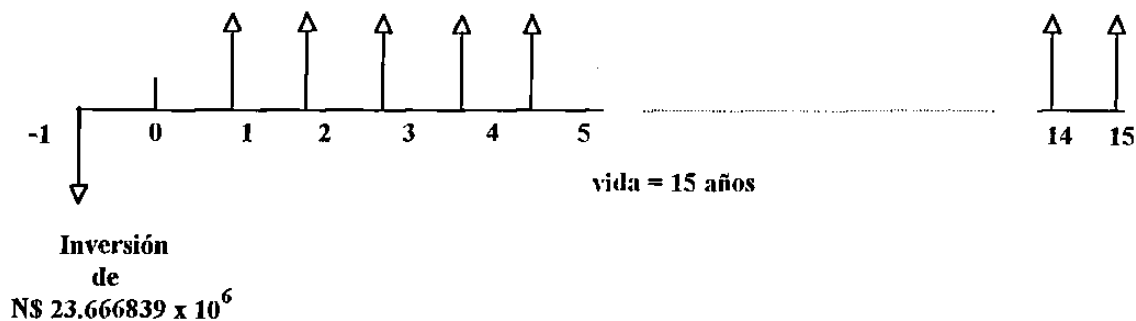 -1 0 1 2 3 4 5 14 15
vida = 15 años
Inversión
de
N$ 23.666839 x 10^6